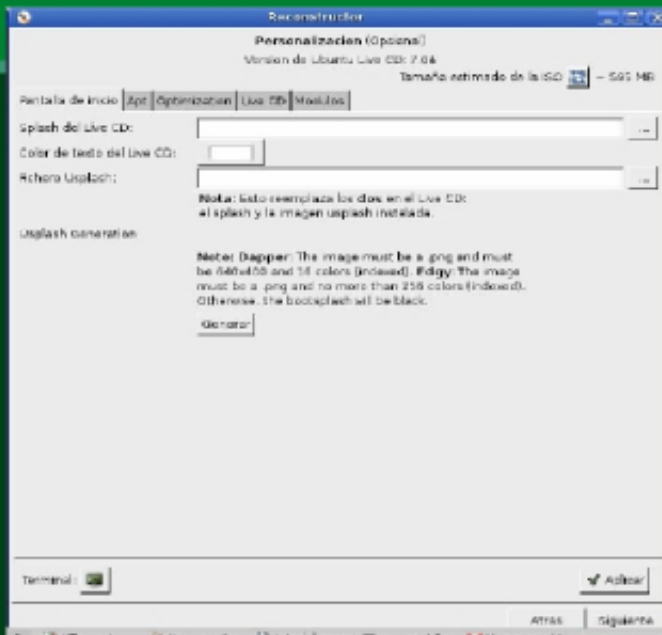 Reconstructor
Personalizacion (Opcional)
Version de Ubuntu Live CD: 7.04
Tamaña estimado de la ISO ~ 595 MB
Pantalla de inicio Apt Optimization Live CD Modulos
Splash del Live CD: ...
Color de texto del Live CD:
Fichero Usplash: ...
Nota: Esto reemplaza los dos en el Live CD:
el splash y la imagen usplash instalada.
Usplash Generation
Note: Dapper: The image must be a .png and must
be 640x400 and 16 colors (indexed). Edgy: The image
must be a .png and no more than 256 colors (indexed).
Otherwise, the bootsplash will be black.
Generar
Terminal: Aplicar
Atras Siguiente